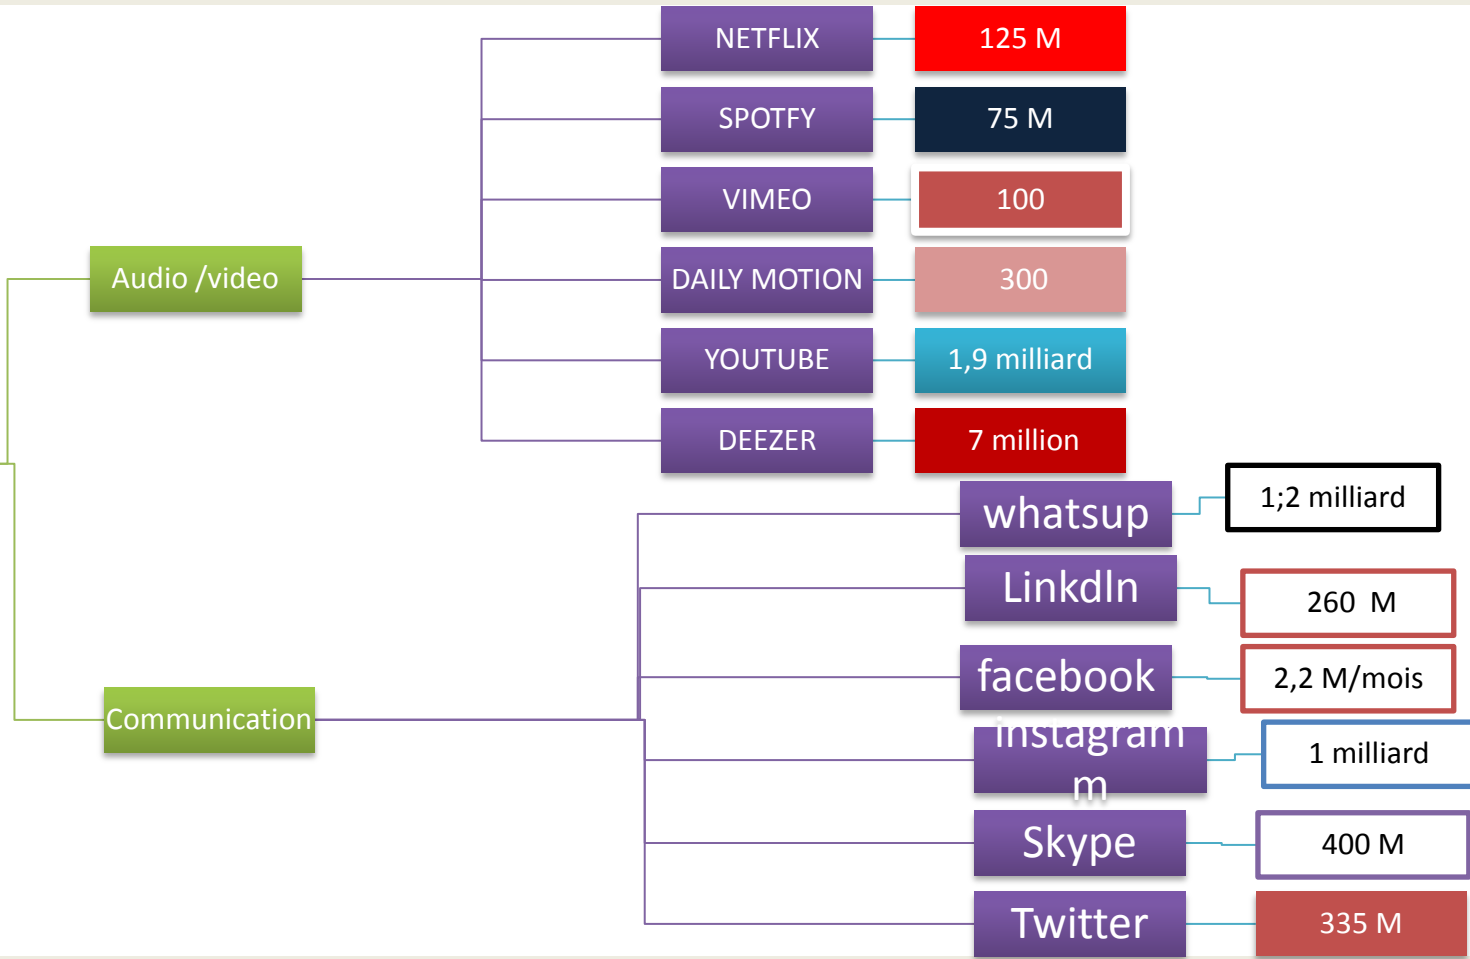 NETFLIX
125 M
SPOTFY
75 M
VIMEO
100
Audio /video
DAILY MOTION
300
YOUTUBE
1,9 milliard
DEEZER
7 million
whatsup
1;2 milliard
Linkdln
260 M
facebook
2,2 M/mois
Communication
instagram
m
1 milliard
Skype
400 M
Twitter
335 M